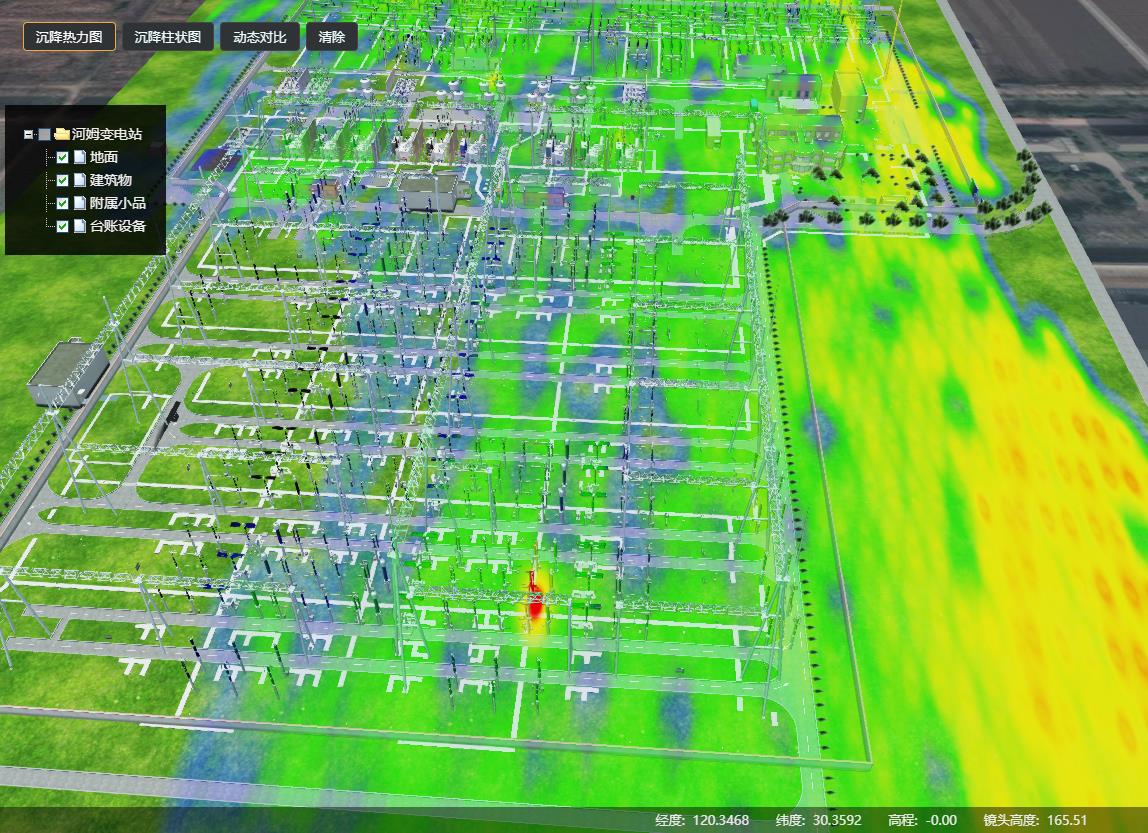 沉降热力图 沉降柱状图 动态对比 清除
河姆变电站
地面
建筑物
附属小品
台账设备
经度: 120.3468 纬度: 30.3592 高程: -0.00 镜头高度: 165.51